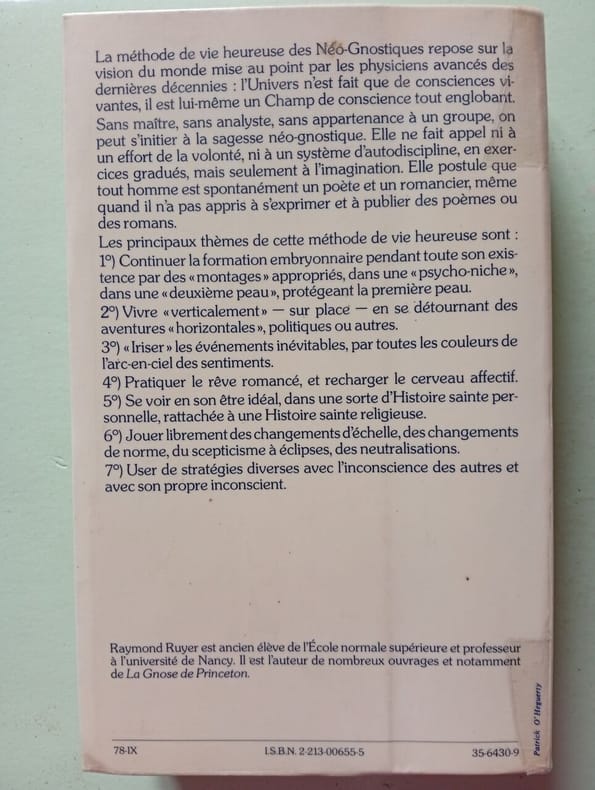 La méthode de vie heureuse des Néo-Gnostiques repose sur la
vision du monde mise au point par les physiciens avancés des
dernières décennies : l'Univers n'est fait que de consciences vi-
vantes, il est lui-même un Champ de conscience tout englobant.
Sans maître, sans analyste, sans appartenance à un groupe, on
peut s'initier à la sagesse néo-gnostique. Elle ne fait appel ni à
un effort de la volonté, ni à un système d'autodiscipline, en exer-
cices gradués, mais seulement à l'imagination. Elle postule que
tout homme est spontanément un poète et un romancier, même
quand il n'a pas appris à s'exprimer et à publier des poèmes ou
des romans.
Les principaux thèmes de cette méthode de vie heureuse sont :
1°) Continuer la formation embryonnaire pendant toute son exis-
tence par des «montages» appropriés, dans une «psycho-niche»,
dans une «deuxième peau», protégeant la première peau.
2°) Vivre «verticalement» — sur place — en se détournant des
aventures «horizontales», politiques ou autres.
3°) «Iriser» les événements inévitables, par toutes les couleurs de
l'arc-en-ciel des sentiments.
4°) Pratiquer le rêve romancé, et recharger le cerveau affectif.
5°) Se voir en son être idéal, dans une sorte d'Histoire sainte per-
sonnelle, rattachée à une Histoire sainte religieuse.
6°) Jouer librement des changements d'échelle, des changements
de norme, du scepticisme à éclipses, des neutralisations.
7°) User de stratégies diverses avec l'inconscience des autres et
avec son propre inconscient.
Raymond Ruyer est ancien élève de l'École normale supérieure et professeur
à l'université de Nancy. Il est l'auteur de nombreux ouvrages et notamment
de La Gnose de Princeton.
78-IX I.S.B.N. 2-213-00655-5 35-6430-9
Patrick O'Heguerty